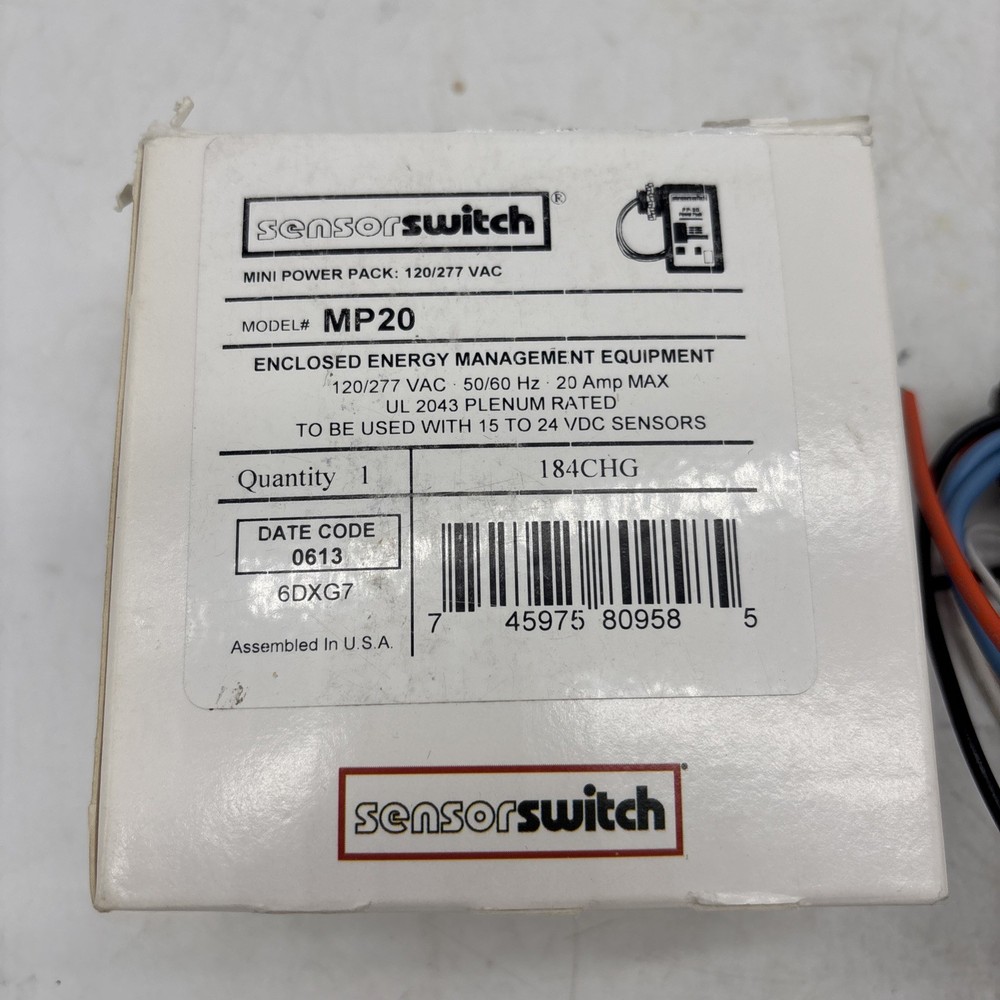 sensorswitch®
MINI POWER PACK: 120/277 VAC
MODEL# MP20
ENCLOSED ENERGY MANAGEMENT EQUIPMENT
120/277 VAC · 50/60 Hz · 20 Amp MAX
UL 2043 PLENUM RATED
TO BE USED WITH 15 TO 24 VDC SENSORS
Quantity 1
184CHG
DATE CODE
0613
6DXG7
Assembled In U.S.A.
7 45975 80958 5
sensorswitch